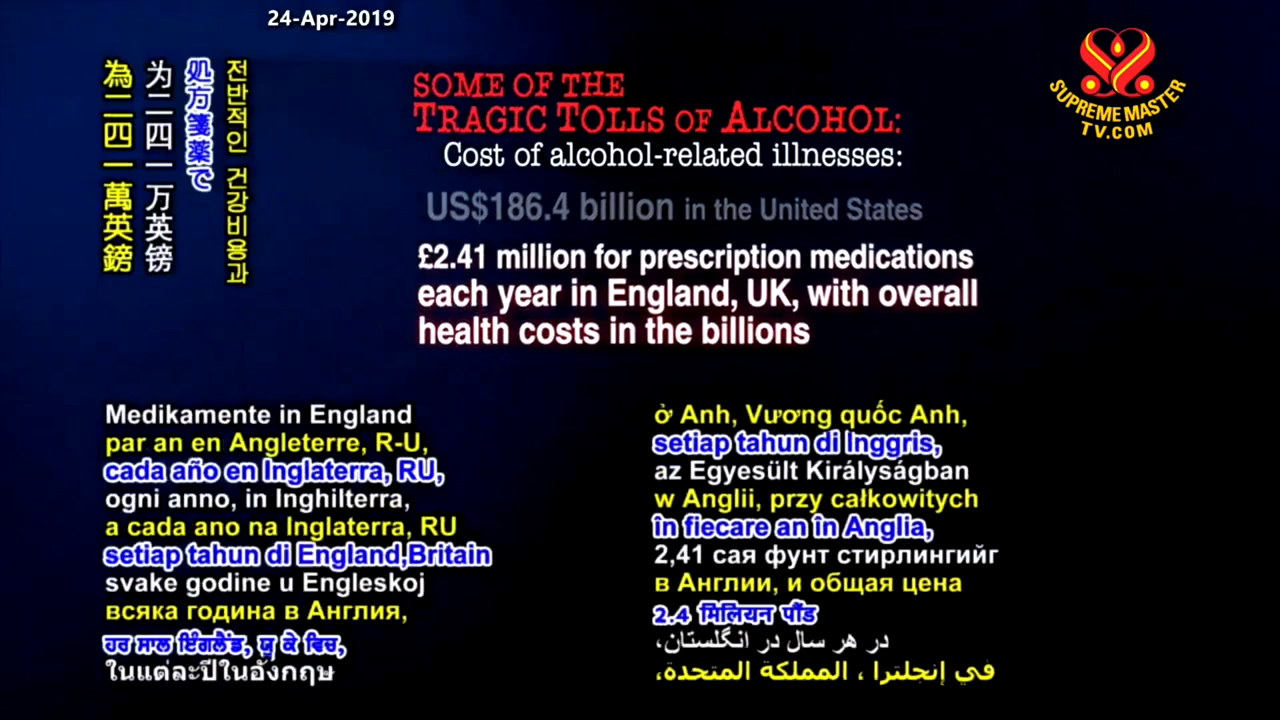 24-Apr-2019
為二四一萬英鎊
为二四一万英镑
処方箋薬で
전반적인 건강비용과
SOME OF THE
TRAGIC TOLLS OF ALCOHOL:
Cost of alcohol-related illnesses:
US$186.4 billion in the United States
£2.41 million for prescription medications
each year in England, UK, with overall
health costs in the billions
SUPREME MASTER
TV.COM
Medikamente in England
par an en Angleterre, R-U,
cada año en Inglaterra, RU,
ogni anno, in Inghilterra,
a cada ano na Inglaterra, RU
setiap tahun di England,Britain
svake godine u Engleskoj
всяка година в Англия,
ਹਰ ਸਾਲ ਇੰਗਲੈਂਡ, ਯੂ ਕੇ ਵਿਚ,
ในแต่ละปีในอังกฤษ
ở Anh, Vương quốc Anh,
setiap tahun di Inggris,
az Egyesült Királyságban
w Anglii, przy całkowitych
în fiecare an în Anglia,
2,41 сая фунт стирлингийг
в Англии, и общая цена
2.4 मिलियन पौंड
در هر سال در انگلستان،
في إنجلترا ، المملكة المتحدة،